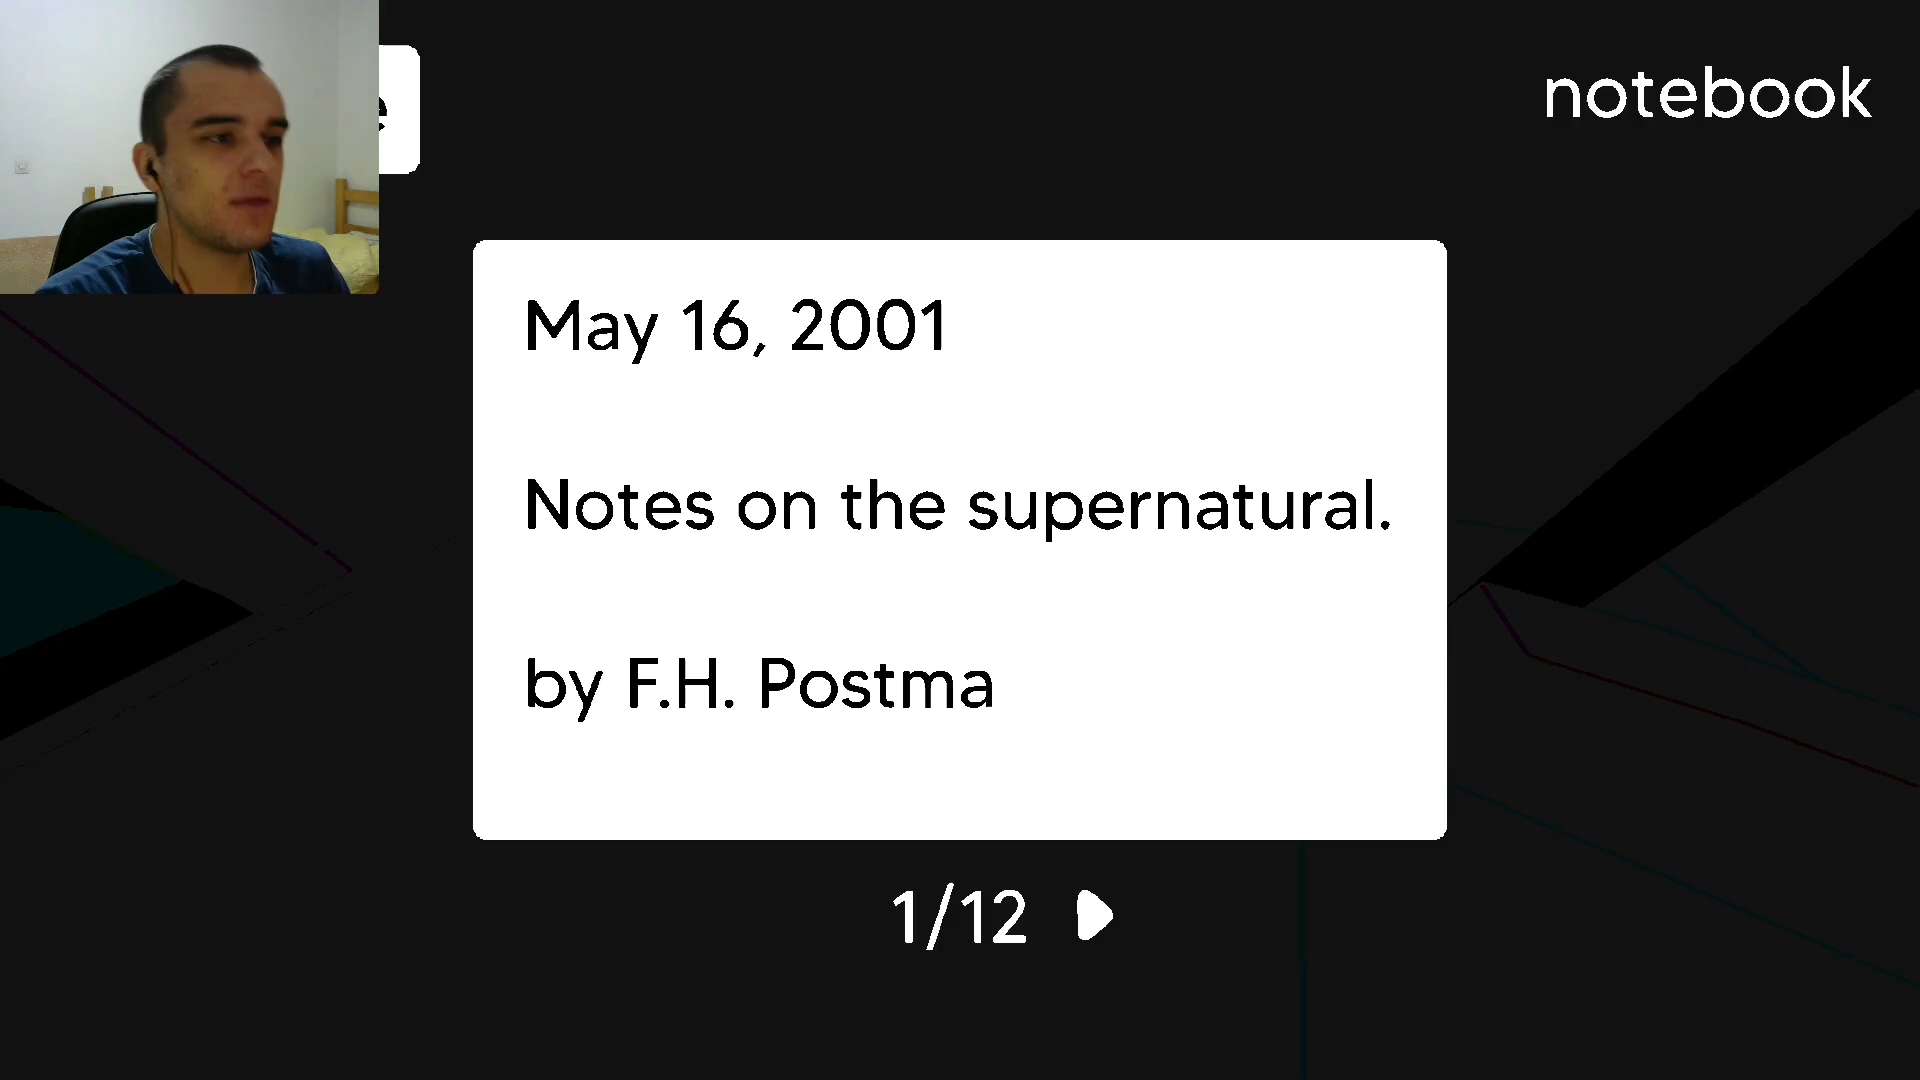 notebook
May 16, 2001
Notes on the supernatural.
by F.H. Postma
1/12